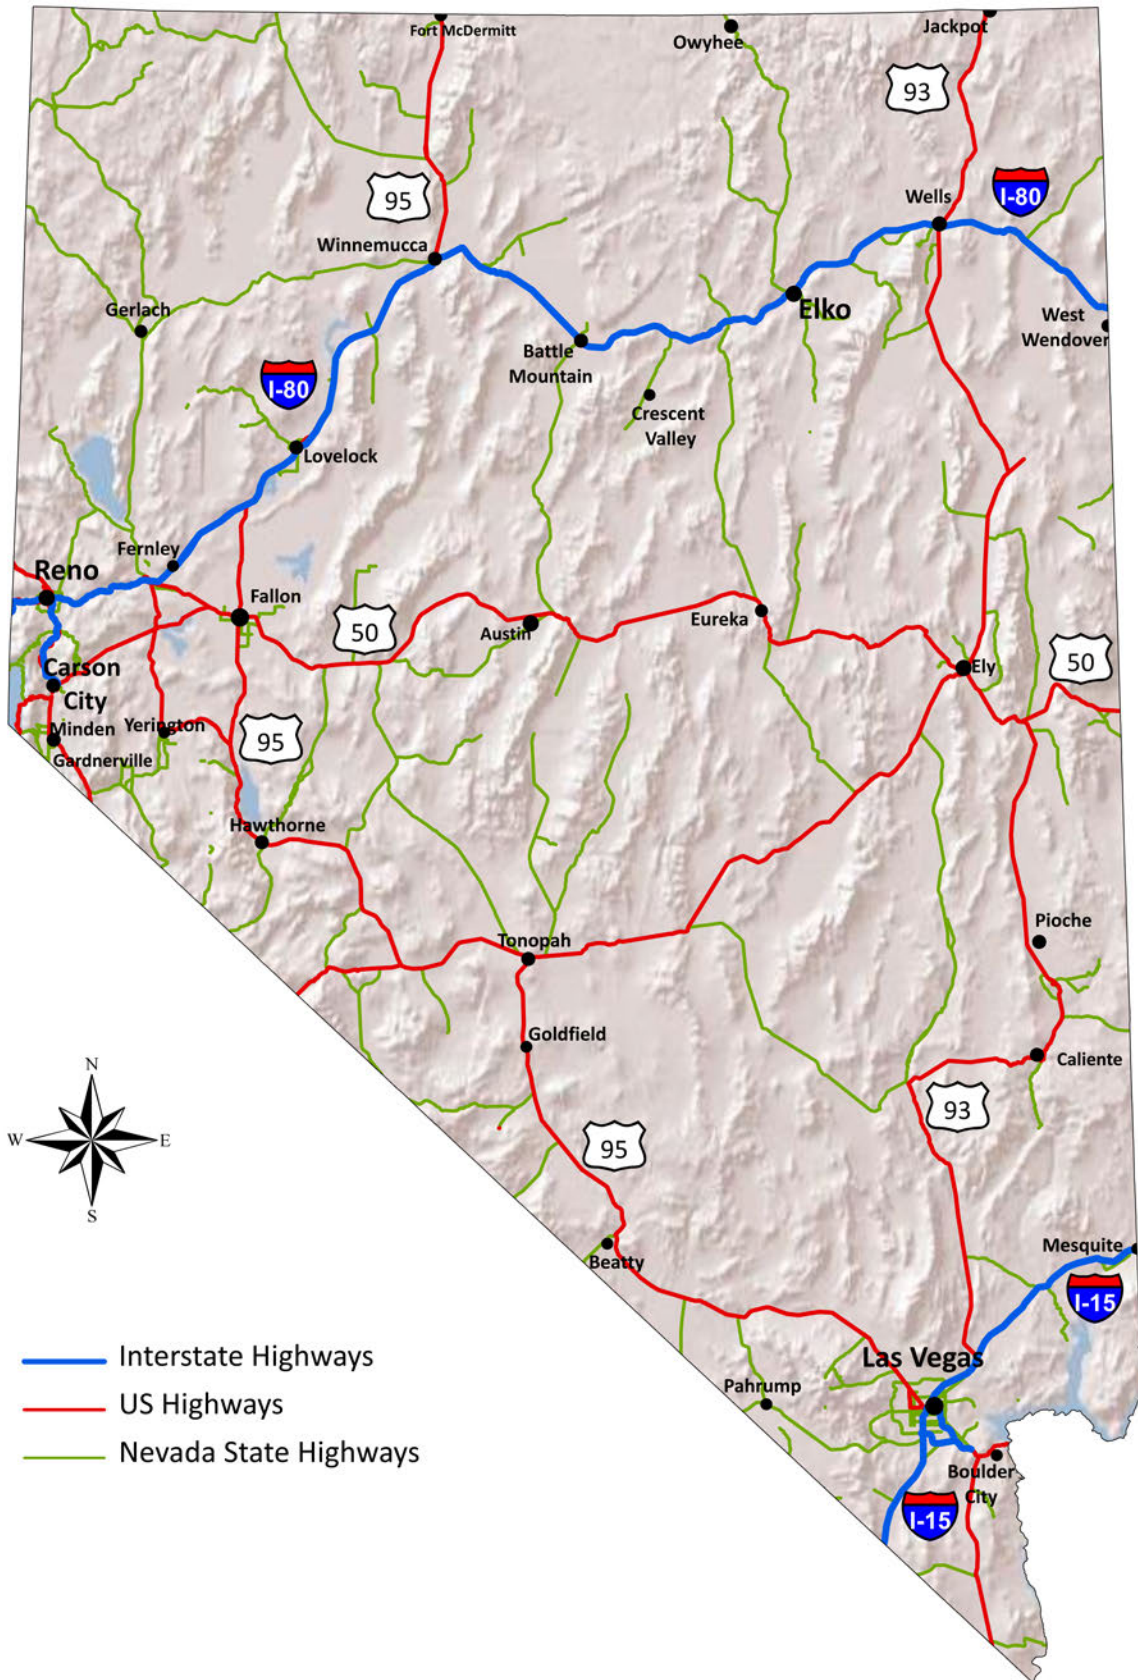 Fort McDermitt
Owyhee
Jackpot
93
95
I-80
Wells
Winnemucca
Gerlach
Elko
West
Wendover
Battle
Mountain
I-80
Crescent
Valley
Lovelock
Fernley
Reno
Fallon
50
Austin
Eureka
50
Ely
Carson
City
Minden
Yerington
95
Gardnerville
Hawthorne
Pioche
Tonopah
Goldfield
Caliente
N
W
E
S
93
95
Mesquite
Beatty
I-15
Interstate Highways
US Highways
Nevada State Highways
Las Vegas
Pahrump
Boulder
City
I-15